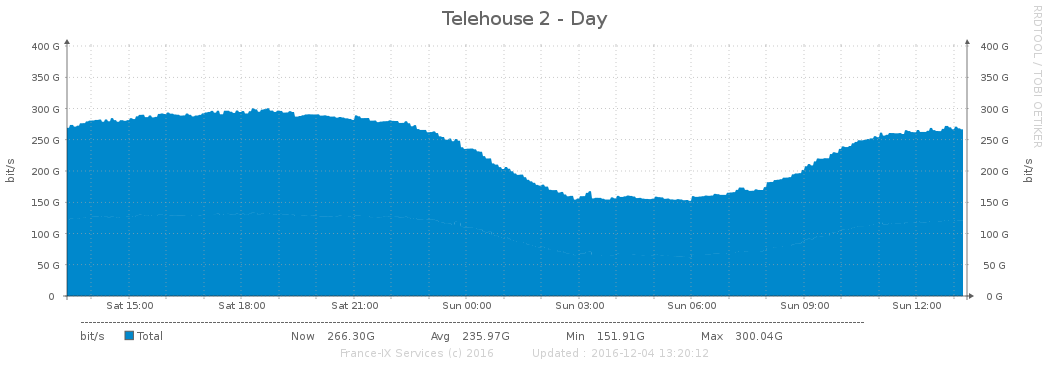 Telehouse 2 - Day
RRDTOOL / TOBI OETIKER
bit/s
400 G
350 G
300 G
250 G
200 G
150 G
100 G
50 G
0
400 G
350 G
300 G
250 G
200 G
150 G
100 G
50 G
0 G
bit/s
Sat 15:00 Sat 18:00 Sat 21:00 Sun 00:00 Sun 03:00 Sun 06:00 Sun 09:00 Sun 12:00
bit/s Total Now 266.30G Avg 235.97G Min 151.91G Max 300.04G
France-IX Services (c) 2016 Updated : 2016-12-04 13:20:12